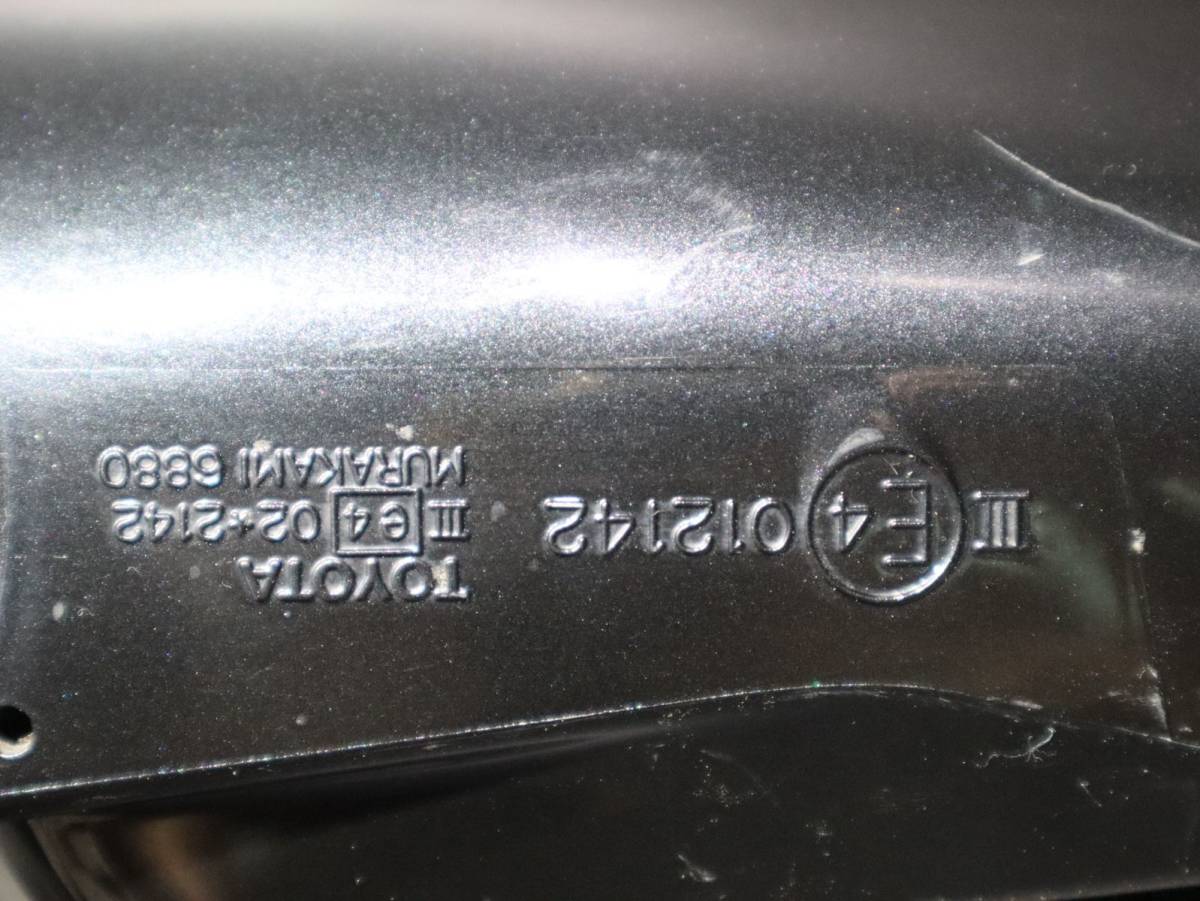 III E4 012142
TOYOTA
III e4 02*2142
MURAKAMI 6880